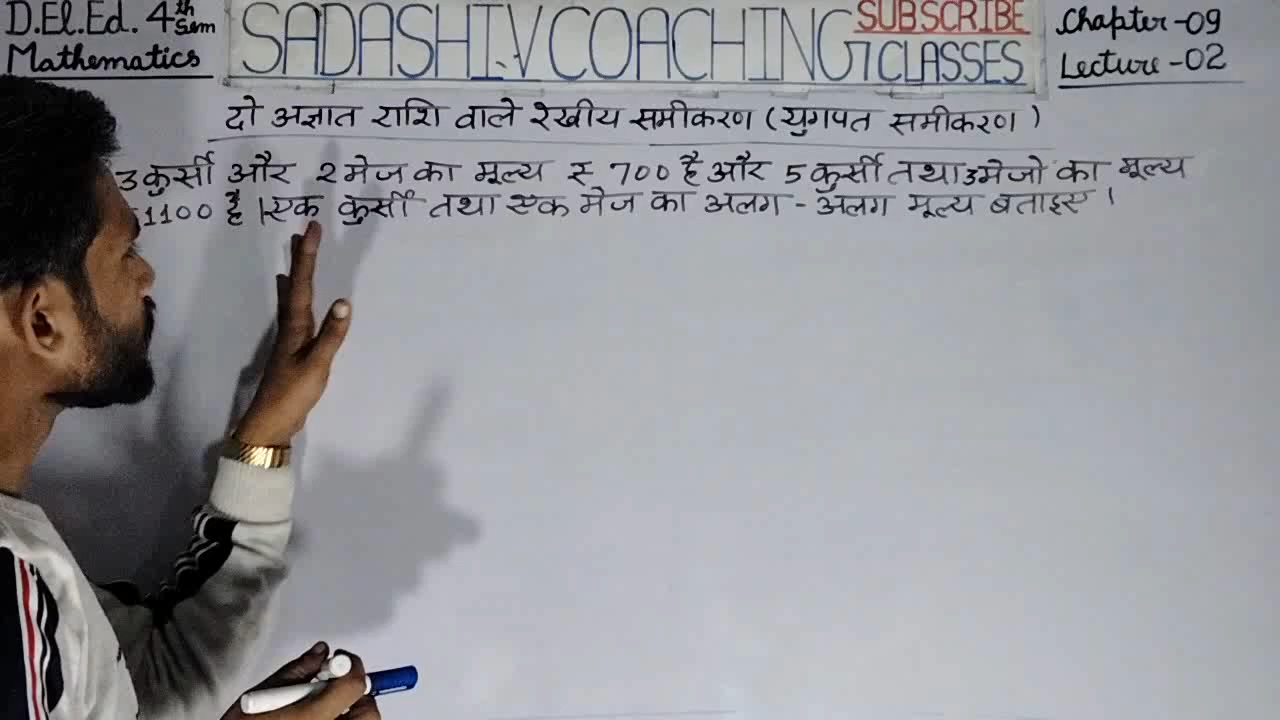 D.El.Ed. 4th Sem
Mathematics
SADASHIV COACHING CLASSES
SUBSCRIBE
Chapter-09
Lecture-02
दो अज्ञात राशि वाले रेखीय समीकरण (युगपत समीकरण)
3 कुर्सी और 2 मेज का मूल्य ₹ 700 है और 5 कुर्सी तथा 3 मेजो का मूल्य
1100 है। एक कुर्सी तथा एक मेज का अलग-अलग मूल्य बताइए।